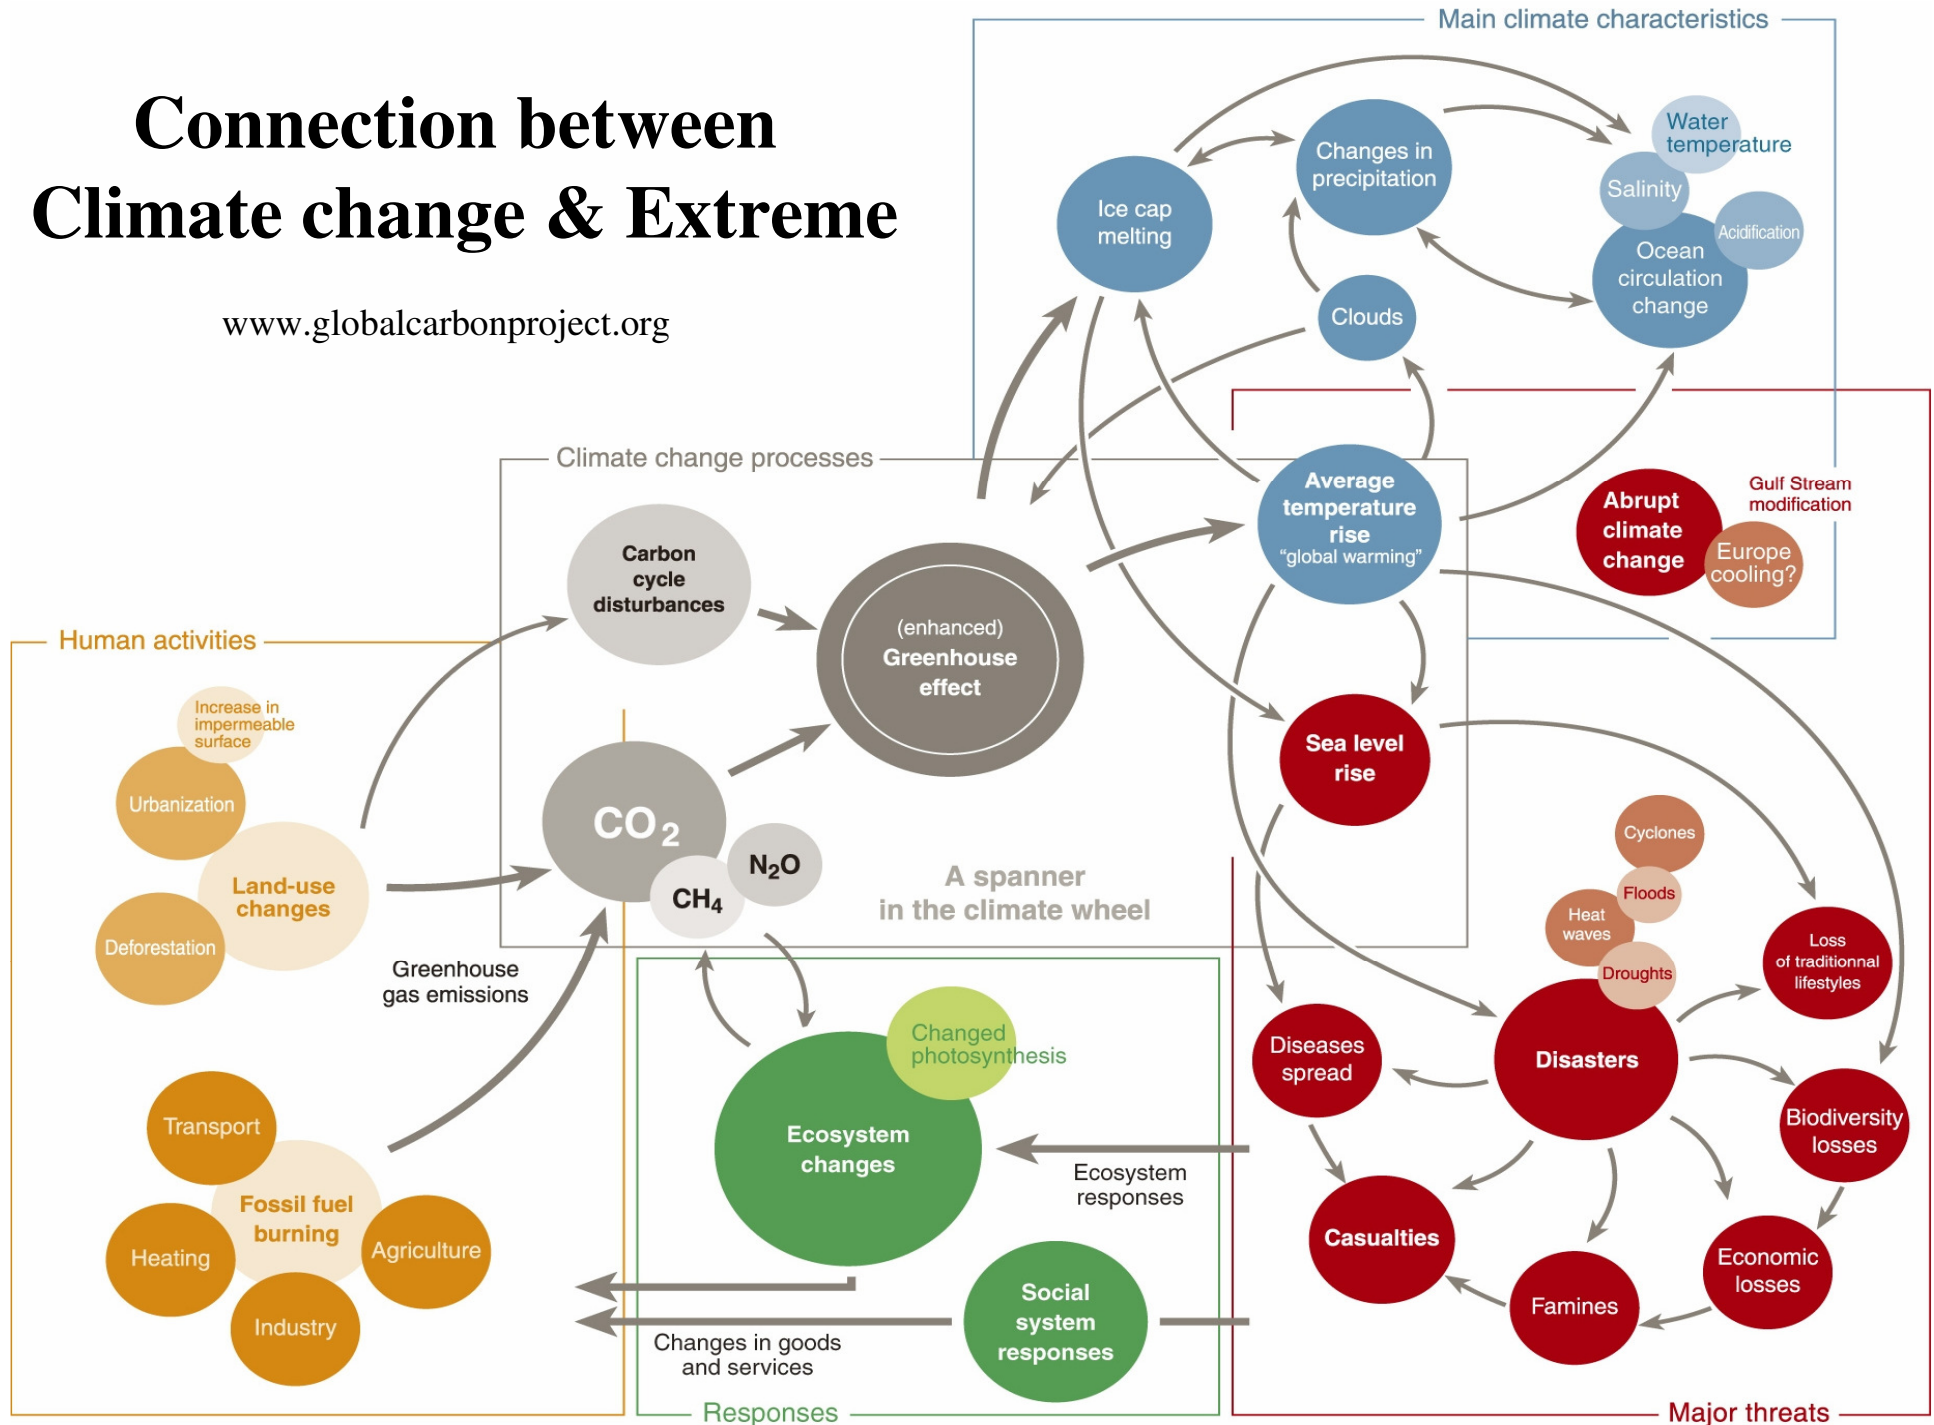 Connection between
Climate change & Extreme
www.globalcarbonproject.org
Main climate characteristics
Water
temperature
Salinity
Acidification
Ocean
circulation
change
Changes in
precipitation
Ice cap
melting
Clouds
Climate change processes
Carbon
cycle
disturbances
(enhanced)
Greenhouse
effect
Average
temperature
rise
“global warming”
Abrupt
climate
change
Gulf Stream
modification
Europe
cooling?
Human activities
Increase in
impermeable
surface
Urbanization
Land-use
changes
Deforestation
CO2
CH4
N2O
A spanner
in the climate wheel
Sea level
rise
Greenhouse
gas emissions
Transport
Fossil fuel
burning
Heating
Agriculture
Industry
Changed
photosynthesis
Ecosystem
changes
Ecosystem
responses
Social
system
responses
Changes in goods
and services
Responses
Cyclones
Floods
Heat
waves
Droughts
Disasters
Loss
of traditionnal
lifestyles
Diseases
spread
Biodiversity
losses
Casualties
Famines
Economic
losses
Major threats